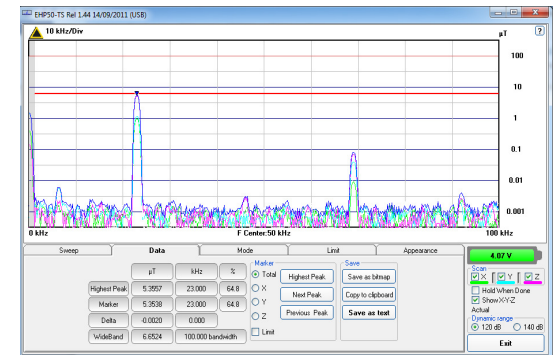 EHP50-TS Rel 1.44 14/09/2011 (USB)
10 kHz/Div
?
µT
100
10
1
0.1
0.01
0.001
0 kHz
F Center:50 kHz
100 kHz
Sweep
Data
Mode
Limit
Appearance
µT
kHz
%
Highest Peak
5.3557
23.000
64.8
Marker
5.3538
23.000
64.8
Delta
-0.0020
0.000
WideBand
6.6524
100.000 bandwidth
Marker
Total
X
Y
Z
Limit
Highest Peak
Next Peak
Previous Peak
Save
Save as bitmap
Copy to clipboard
Save as text
4.07 V
Scan
X
Y
Z
Hold When Done
Show X-Y-Z
Actual
Dynamic range
120 dB
140 dB
Exit